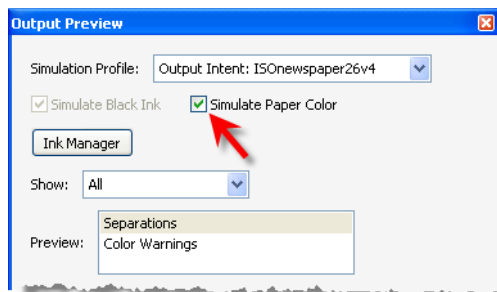 Output Preview
Simulation Profile: Output Intent: ISOnewspaper26v4
Simulate Black Ink Simulate Paper Color
Ink Manager
Show: All
Separations
Preview: Color Warnings